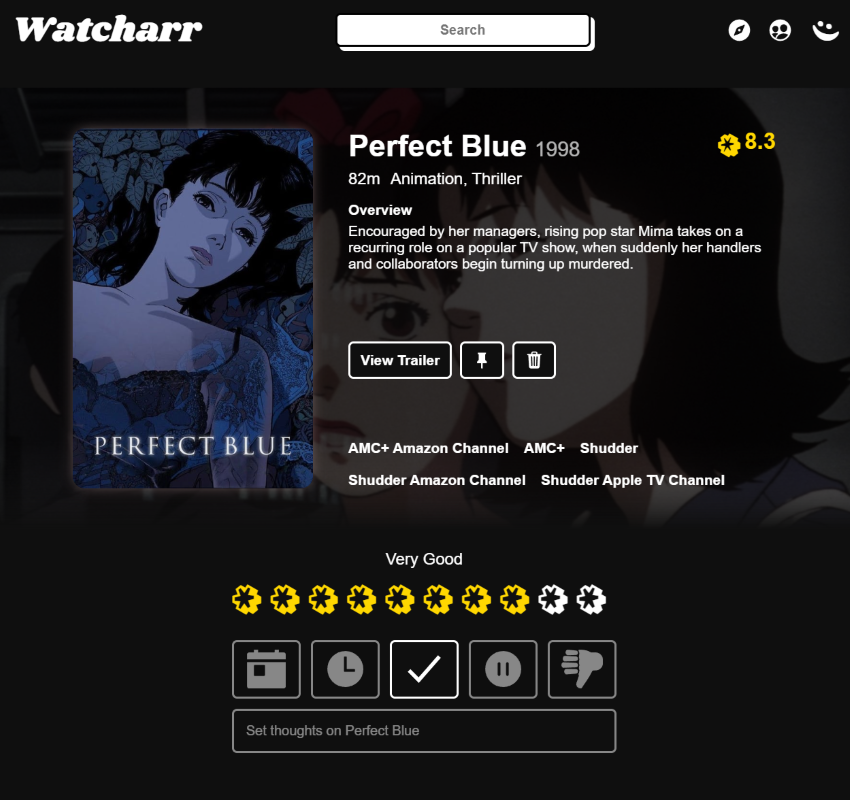 Watcharr
Search
Perfect Blue 1998
8.3
82m Animation, Thriller
Overview
Encouraged by her managers, rising pop star Mima takes on a
recurring role on a popular TV show, when suddenly her handlers
and collaborators begin turning up murdered.
View Trailer
PERFECT BLUE
AMC+ Amazon Channel AMC+ Shudder
Shudder Amazon Channel Shudder Apple TV Channel
Very Good
Set thoughts on Perfect Blue